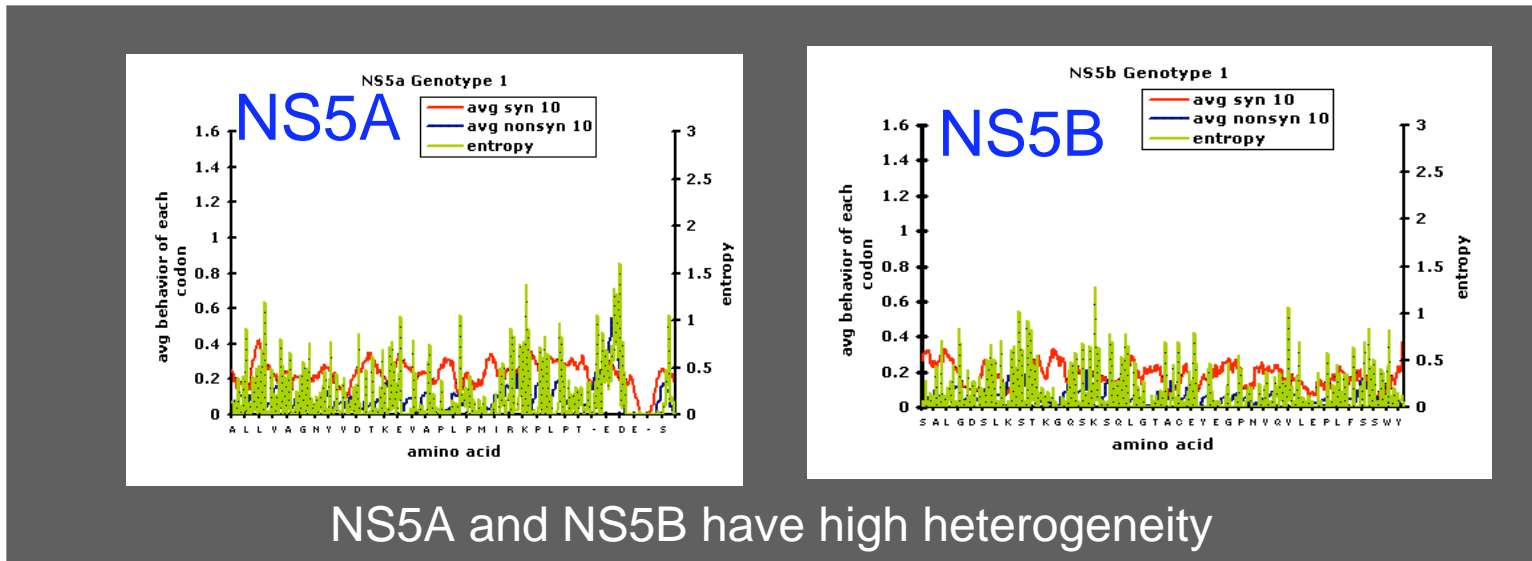 NS5a Genotype 1
NS5A
avg syn 10
avg nonsyn 10
entropy
1.6
1.4
1.2
1
0.8
0.6
0.4
0.2
0
3
2.5
2
1.5
1
0.5
0
avg behavior of each
codon
entropy
A L L V A G N Y V D T K E V A P L P M I R K P L P T - E D E - S
amino acid
NS5b Genotype 1
NS5B
avg syn 10
avg nonsyn 10
entropy
1.6
1.4
1.2
1
0.8
0.6
0.4
0.2
0
3
2.5
2
1.5
1
0.5
0
avg behavior of each
codon
entropy
S A L G D S L K S T K G Q S K S Q L G T A C E Y E G P N V Q V L E P L F S S W Y
amino acid
NS5A and NS5B have high heterogeneity